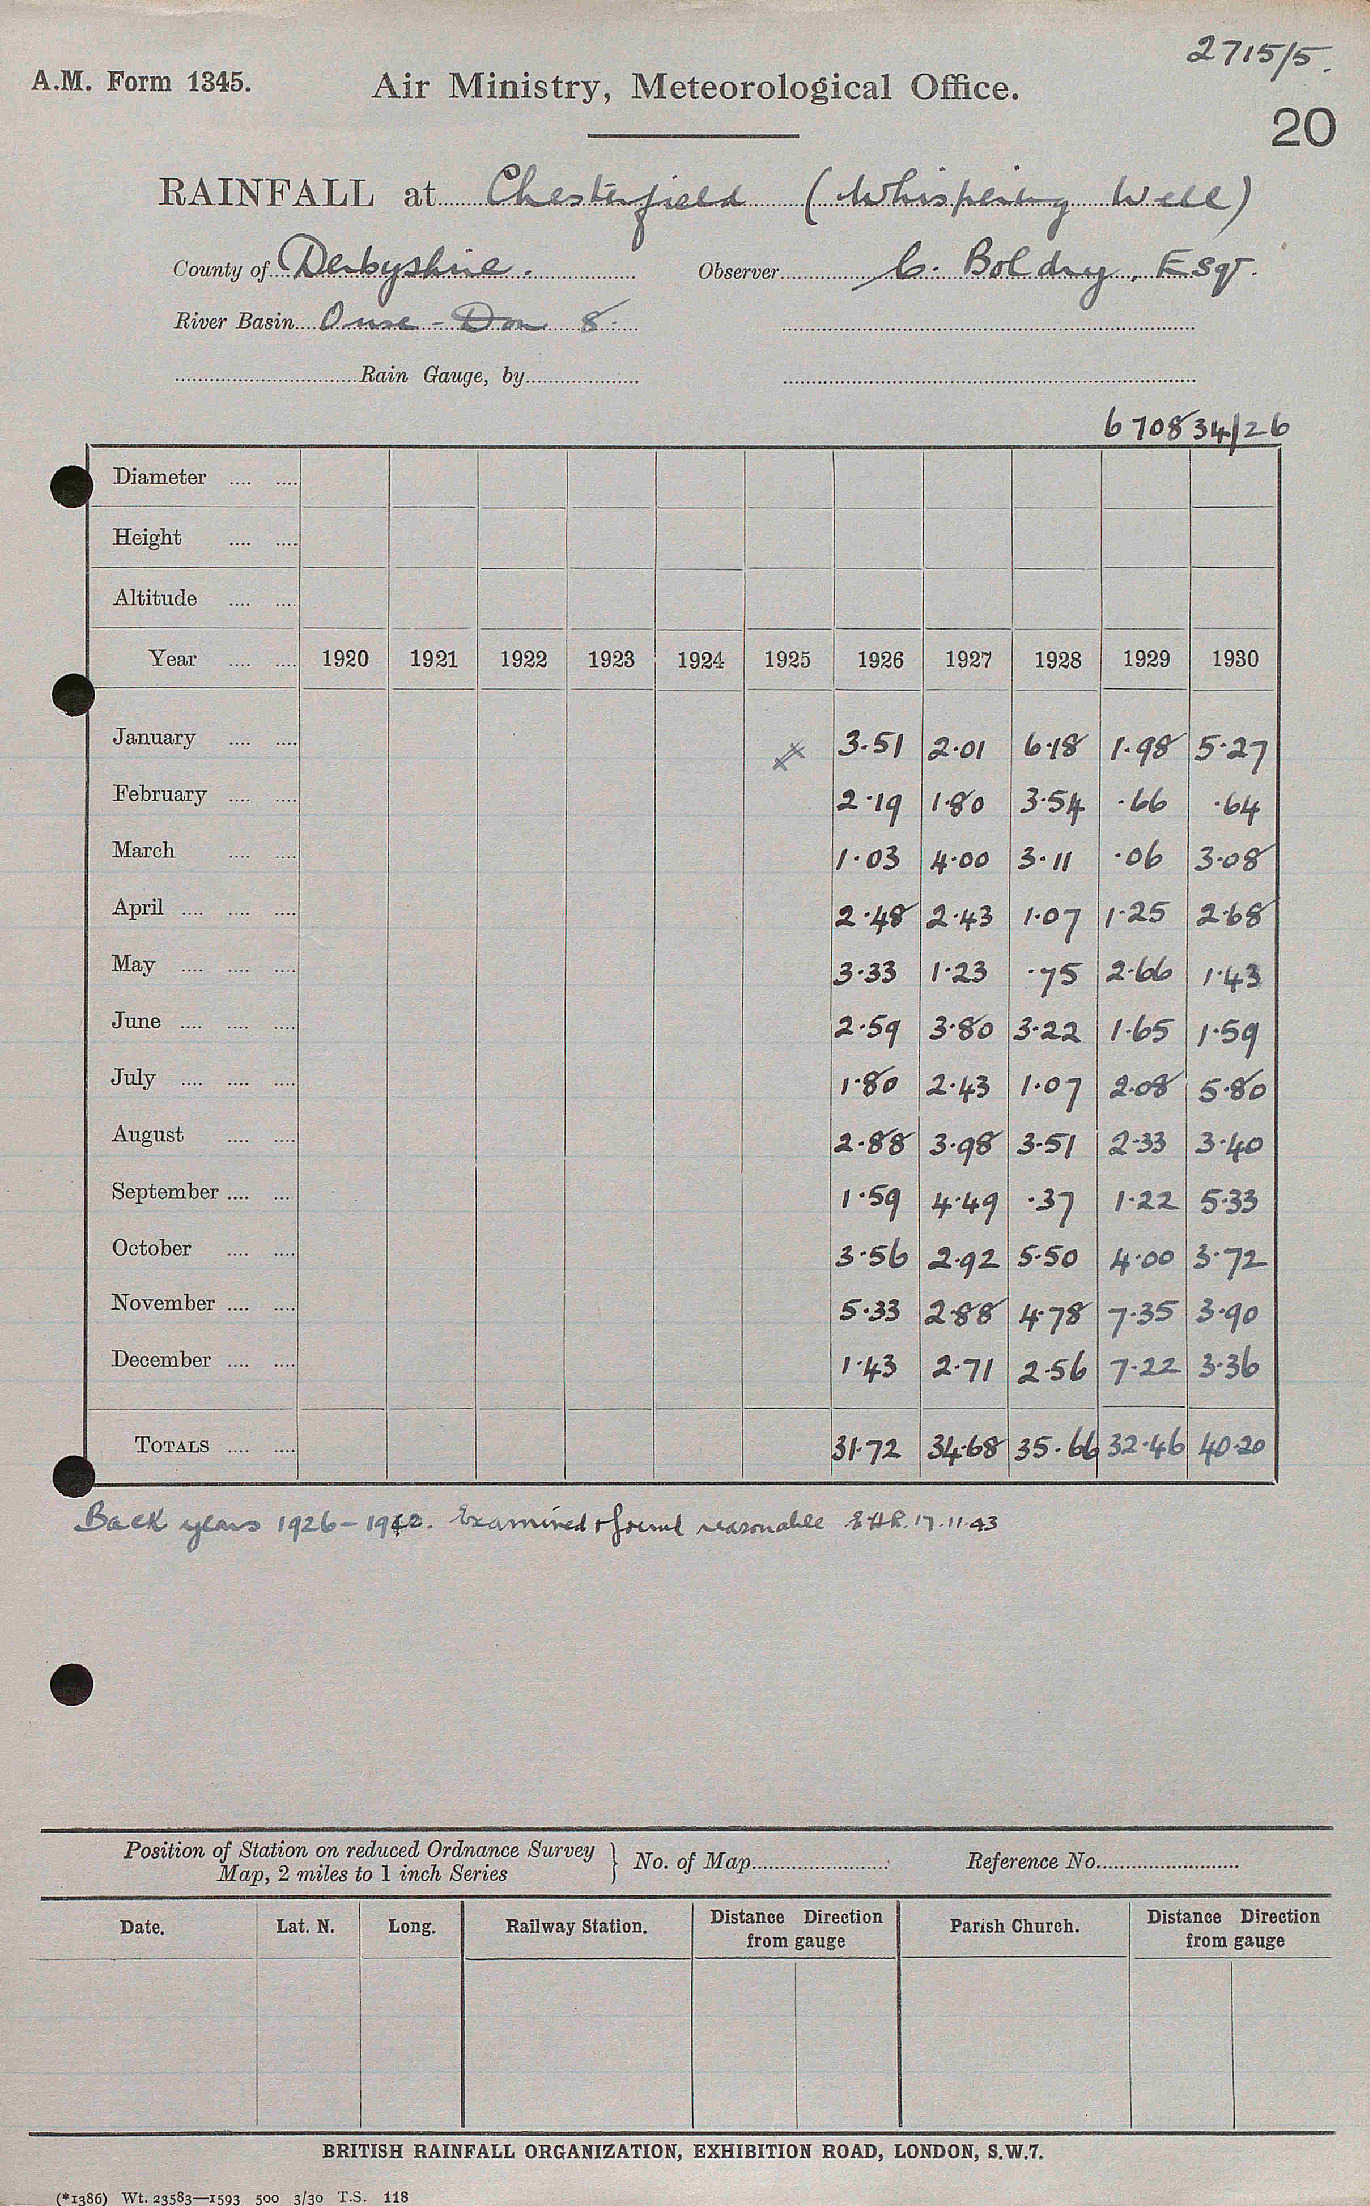 2715/5.
A.M. Form 1345. Air Ministry, Meteorological Office.
20
RAINFALL at Chesterfield (Whispering Well)
County of Derbyshire. Observer C. Boldry, Esqr.
River Basin Ouse - Don 8.
Rain Gauge, by
670834/26
Diameter
Height
Altitude
Year 1920 1921 1922 1923 1924 1925 1926 1927 1928 1929 1930
January 3.51 2.01 6.18 1.98 5.27
February 2.19 1.80 3.54 .66 .64
March 1.03 4.00 3.11 .06 3.08
April 2.48 2.43 1.07 1.25 2.68
May 3.33 1.23 .75 2.66 1.43
June 2.59 3.80 3.22 1.65 1.59
July 1.80 2.43 1.07 2.08 5.80
August 2.88 3.98 3.51 2.33 3.40
September 1.59 4.49 .37 1.22 5.33
October 3.56 2.92 5.50 4.00 3.72
November 5.33 2.88 4.78 7.35 3.90
December 1.43 2.71 2.56 7.22 3.36
TOTALS 31.72 34.68 35.66 32.46 40.20
Back years 1926-1940. Examined & found reasonable 17.11.43
Position of Station on reduced Ordnance Survey
Map, 2 miles to 1 inch Series } No. of Map Reference No.
Date. Lat. N. Long. Railway Station. Distance Direction from gauge Parish Church. Distance Direction from gauge
BRITISH RAINFALL ORGANIZATION, EXHIBITION ROAD, LONDON, S.W.7.
(*1386) Wt. 23583—1593 500 3/30 T.S. 118